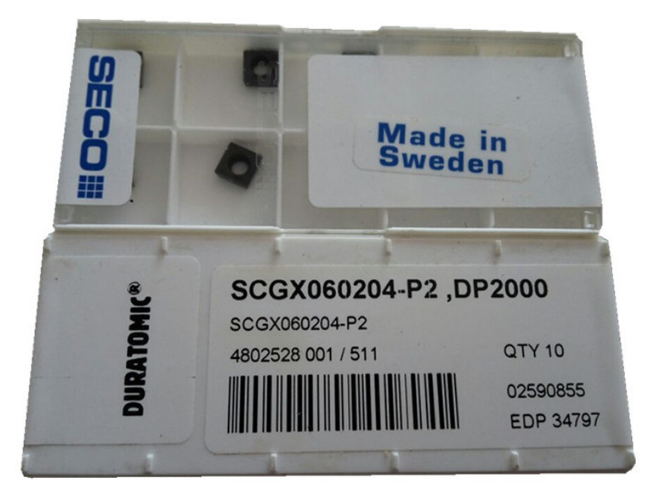 SECO
Made in
Sweden
DURATOMIC®
SCGX060204-P2 ,DP2000
SCGX060204-P2
4802528 001 / 511
QTY 10
02590855
EDP 34797